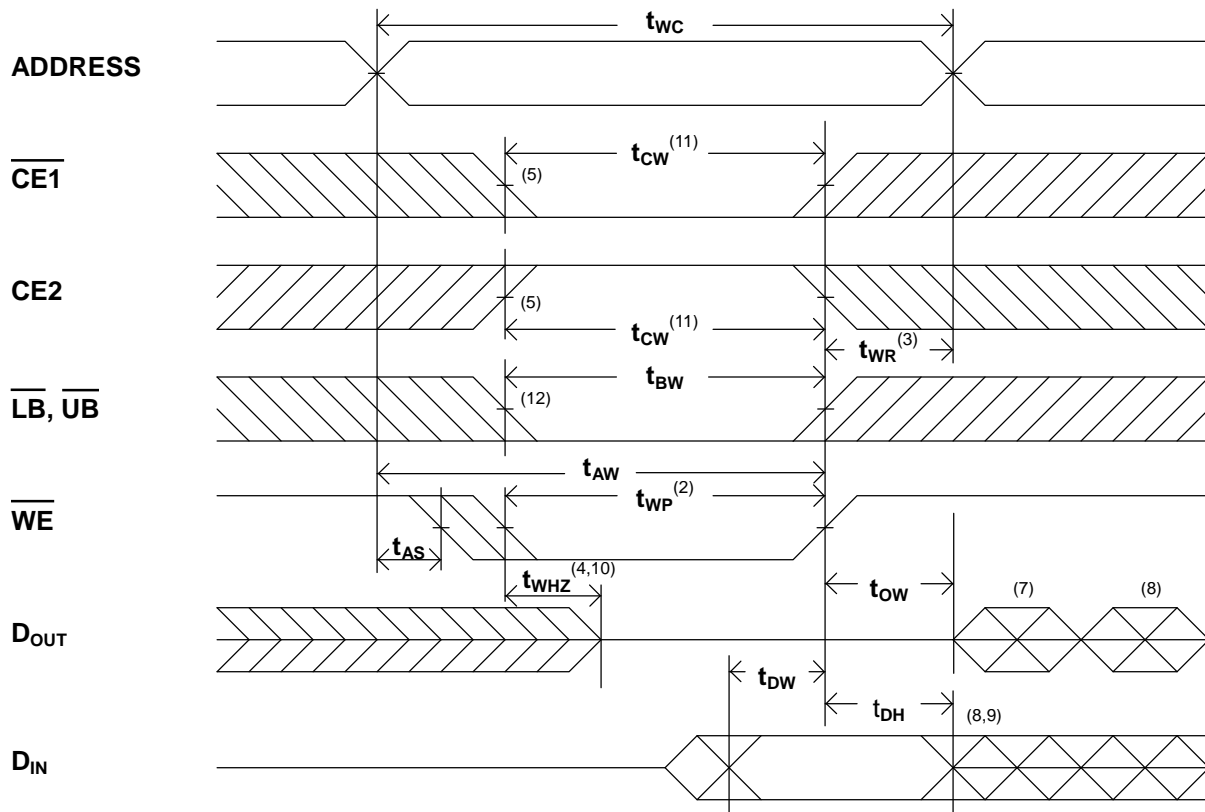 tWC
ADDRESS
CE1 (5) tCW(11)
CE2 (5)
tCW(11) tWR(3)
LB, UB (12) tBW
tAW
WE tWP(2)
tAS
tWHZ(4,10) tOW (7) (8)
DOUT
tDW
tDH (8,9)
DIN